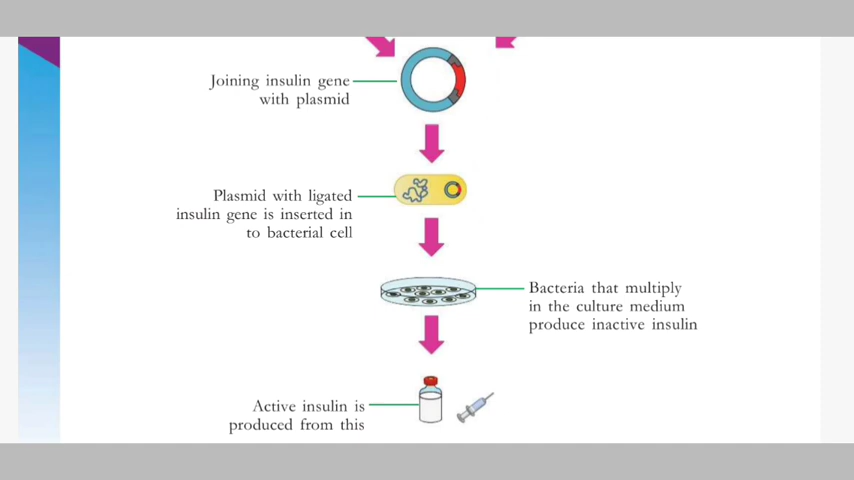 Joining insulin gene
with plasmid
Plasmid with ligated
insulin gene is inserted in
to bacterial cell
Bacteria that multiply
in the culture medium
produce inactive insulin
Active insulin is
produced from this